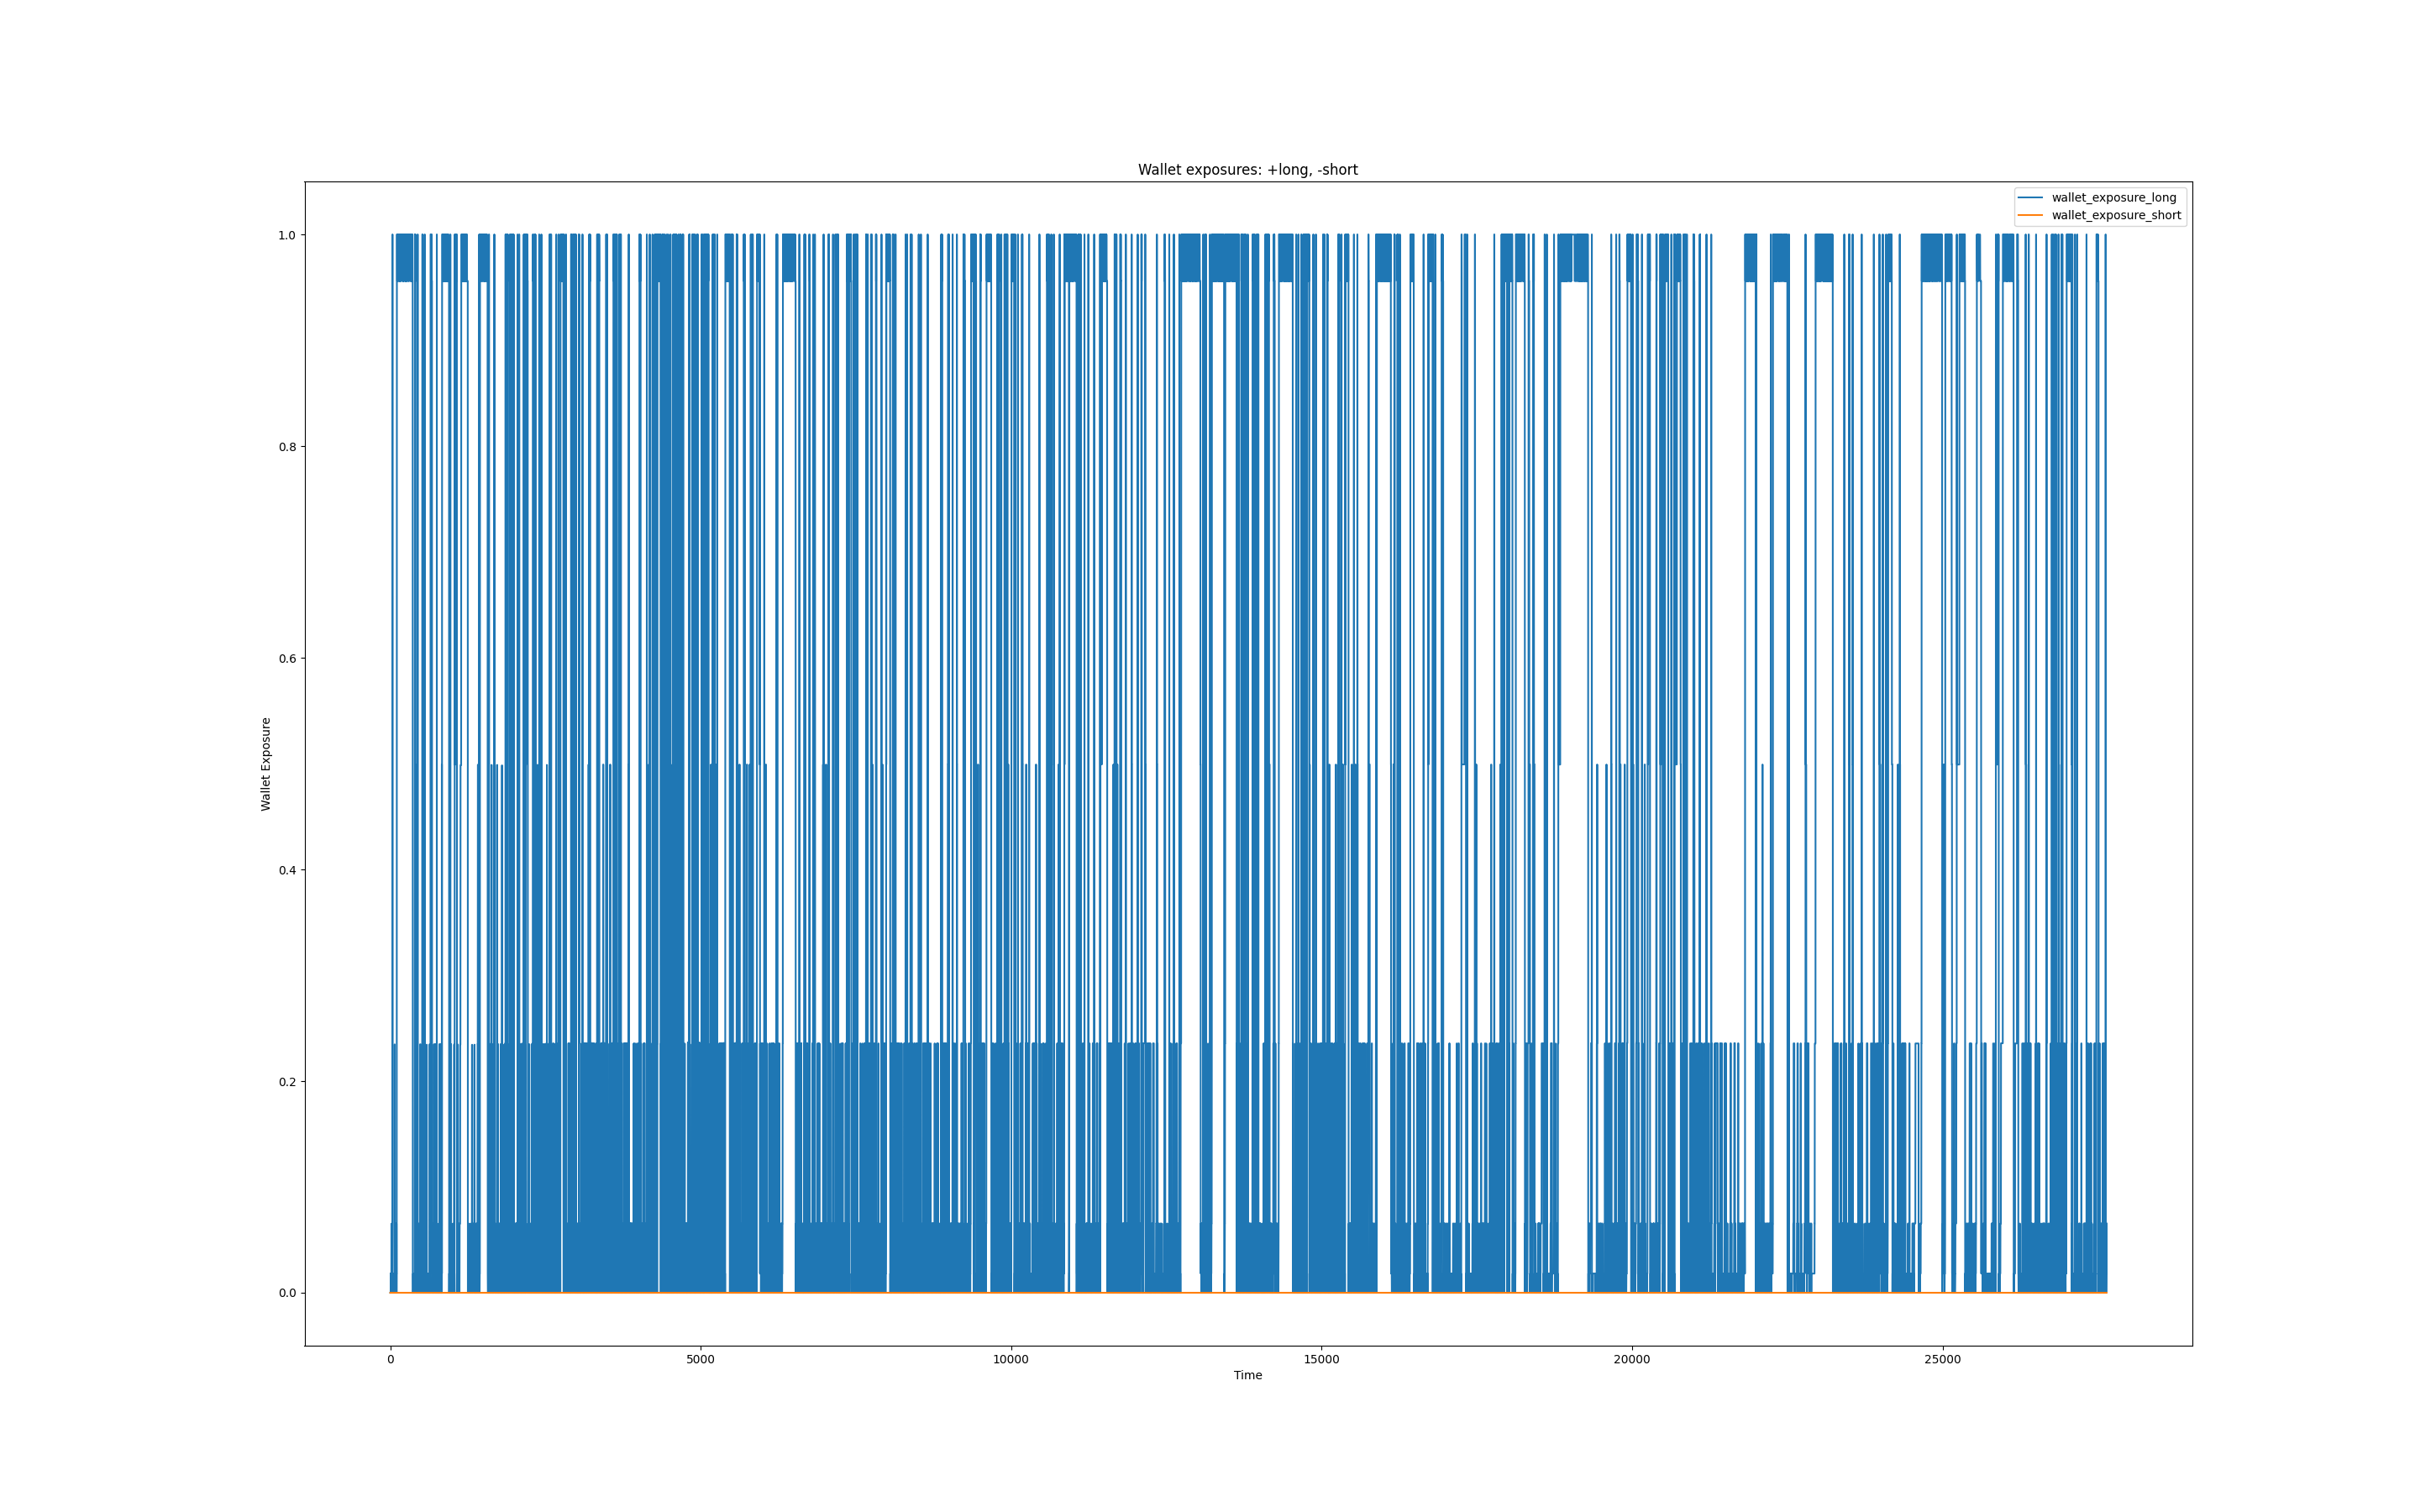 Wallet exposures: +long, -short
wallet_exposure_long
wallet_exposure_short
1.0
0.8
0.6
0.4
0.2
0.0
Wallet Exposure
0
5000
10000
15000
20000
25000
Time